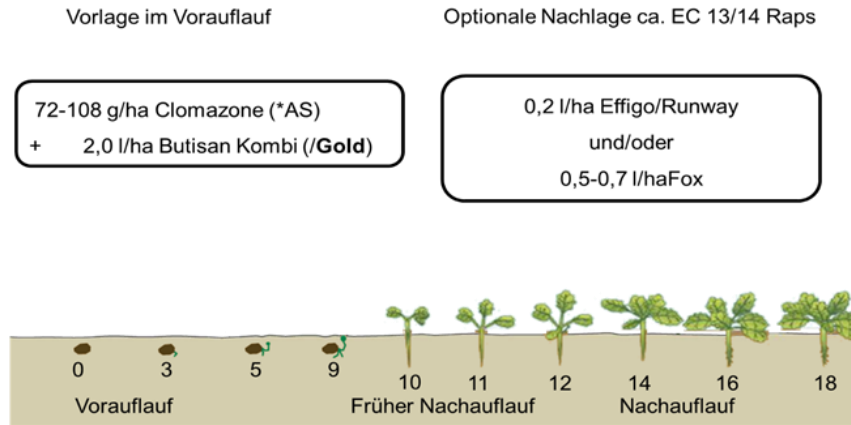 Vorlage im Vorauflauf
Optionale Nachlage ca. EC 13/14 Raps
72-108 g/ha Clomazone (*AS)
+ 2,0 l/ha Butisan Kombi (/Gold)
0,2 l/ha Effigo/Runway
und/oder
0,5-0,7 l/haFox
0 3 5 9 10 11 12 14 16 18
Vorauflauf Früher Nachauflauf Nachauflauf